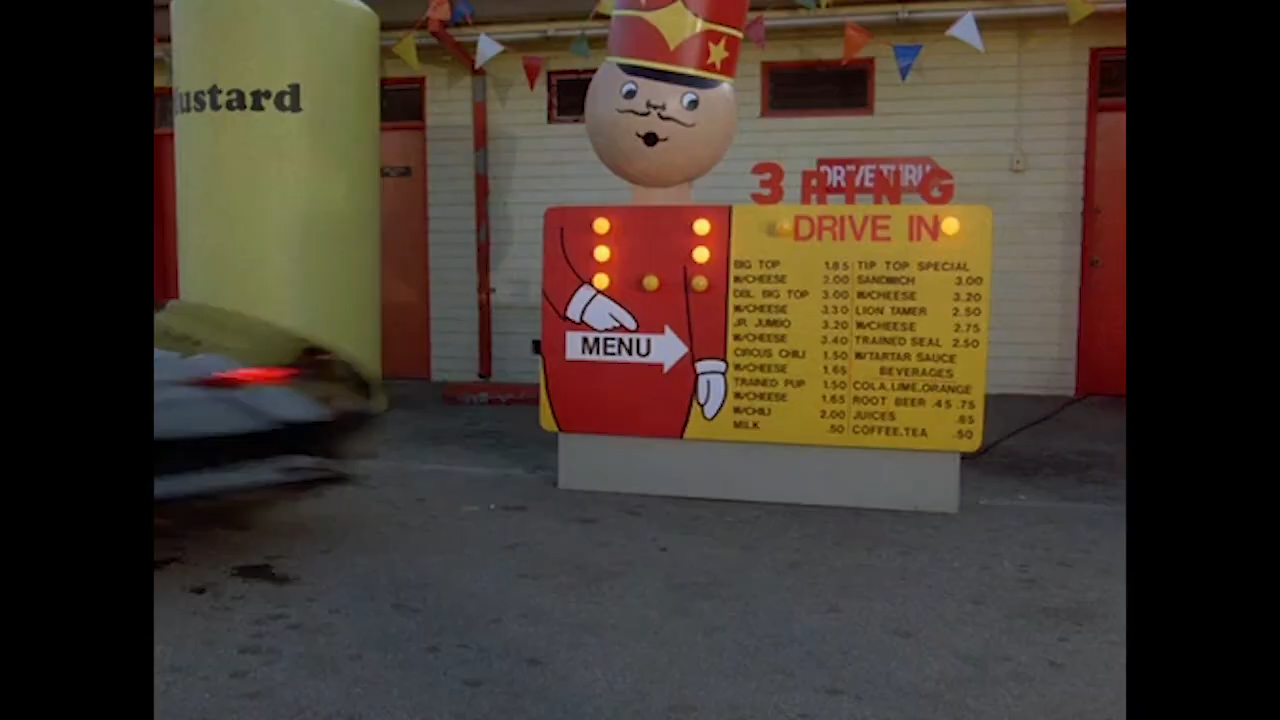 ustard
DRIVE THRU
3 RING
DRIVE IN
MENU
BIG TOP 1.85
W/CHEESE 2.00
DBL. BIG TOP 3.00
W/CHEESE 3.30
JR. JUMBO 3.20
W/CHEESE 3.40
CIRCUS CHILI 1.50
W/CHEESE 1.65
TRAINED PUP 1.50
W/CHEESE 1.65
W/CHILI 2.00
MILK .50
TIP TOP SPECIAL
SANDWICH 3.00
W/CHEESE 3.20
LION TAMER 2.50
W/CHEESE 2.75
TRAINED SEAL 2.50
W/TARTAR SAUCE
BEVERAGES
COLA, LIME, ORANGE
ROOT BEER .45 .75
JUICES .65
COFFEE, TEA .50